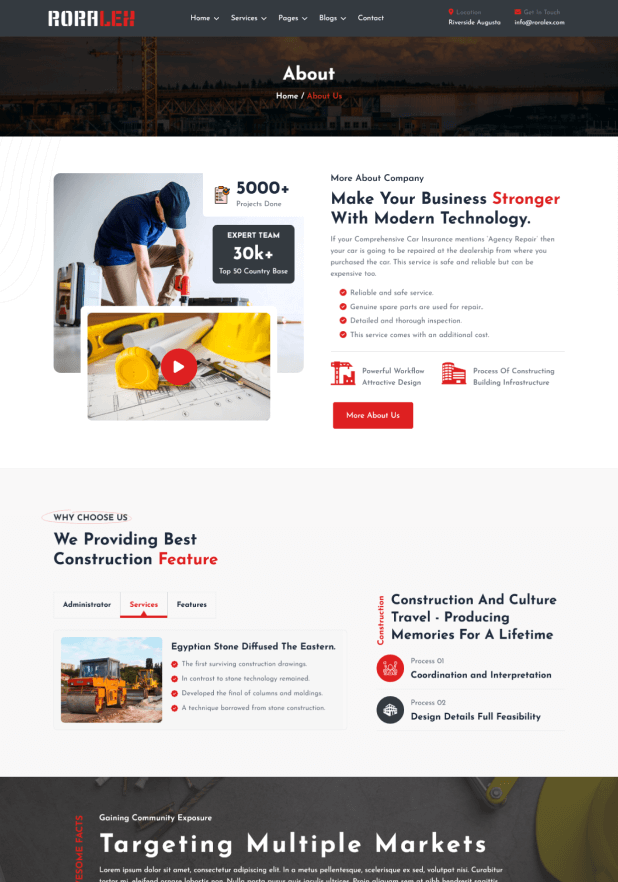 RORALEX
Home Services Pages Blogs Contact
Location
Riverside Augusta
Get In Touch
info@roralex.com
About
Home / About Us
5000+
Projects Done
EXPERT TEAM
30k+
Top 50 Country Base
More About Company
Make Your Business Stronger
With Modern Technology.
If your Comprehensive Car Insurance mentions 'Agency Repair' then
your car is going to be repaired at the dealership from where you
purchased the car. This service is safe and reliable but can be
expensive too.
Reliable and safe service.
Genuine spare parts are used for repair.
Detailed and thorough inspection.
This service comes with an additional cost.
Powerful Workflow
Attractive Design
Process Of Constructing
Building Infrastructure
More About Us
WHY CHOOSE US
We Providing Best
Construction Feature
Administrator Services Features
Egyptian Stone Diffused The Eastern.
The first surviving construction drawings.
In contrast to stone technology remained.
Developed the final of columns and moldings.
A technique borrowed from stone construction.
Construction
Construction And Culture
Travel - Producing
Memories For A Lifetime
Process 01
Coordination and Interpretation
Process 02
Design Details Full Feasibility
Gaining Community Exposure
Targeting Multiple Markets
Lorem ipsum dolor sit amet, consectetur adipiscing elit. In a metus pellentesque, scelerisque ex sed, volutpat nisi. Curabitur